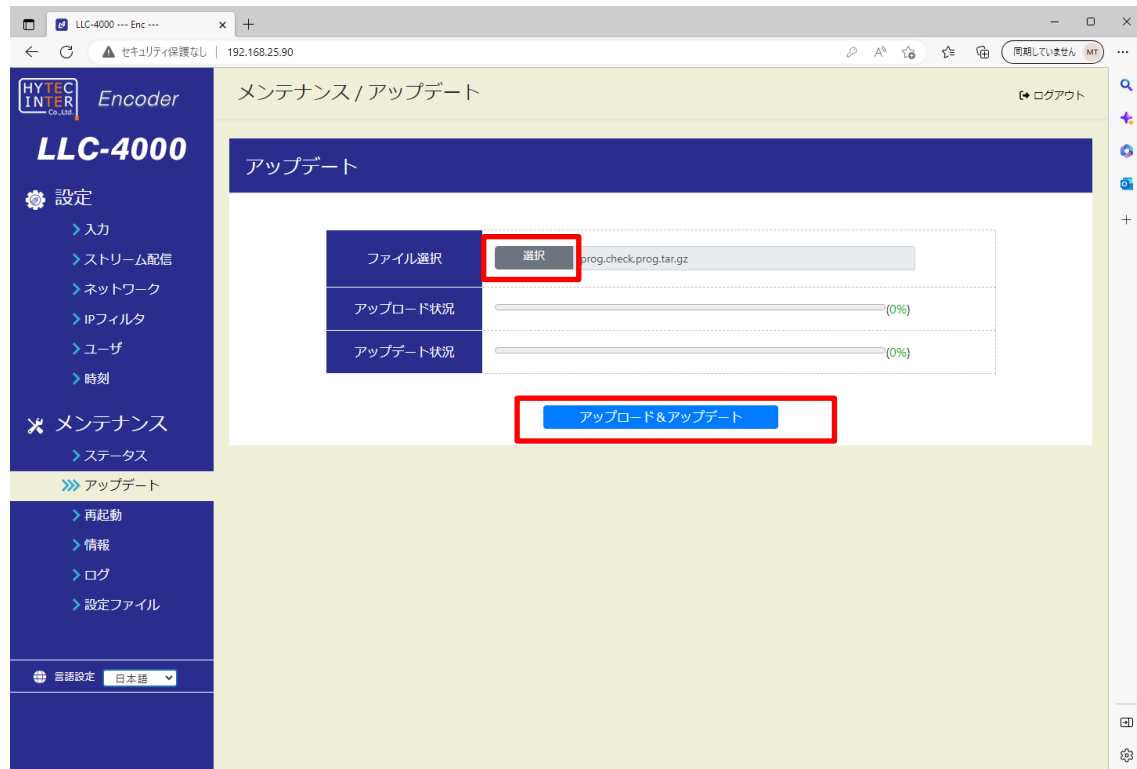 LLC-4000 --- Enc ---
セキュリティ保護なし
192.168.25.90
同期していません MT
HYTEC
INTER
Co.,Ltd.
Encoder
LLC-4000
設定
入力
ストリーム配信
ネットワーク
IPフィルタ
ユーザ
時刻
メンテナンス
ステータス
アップデート
再起動
情報
ログ
設定ファイル
言語設定
日本語
メンテナンス / アップデート
ログアウト
アップデート
ファイル選択
選択
prog.check,prog.tar.gz
アップロード状況
(0%)
アップデート状況
(0%)
アップロード&アップデート